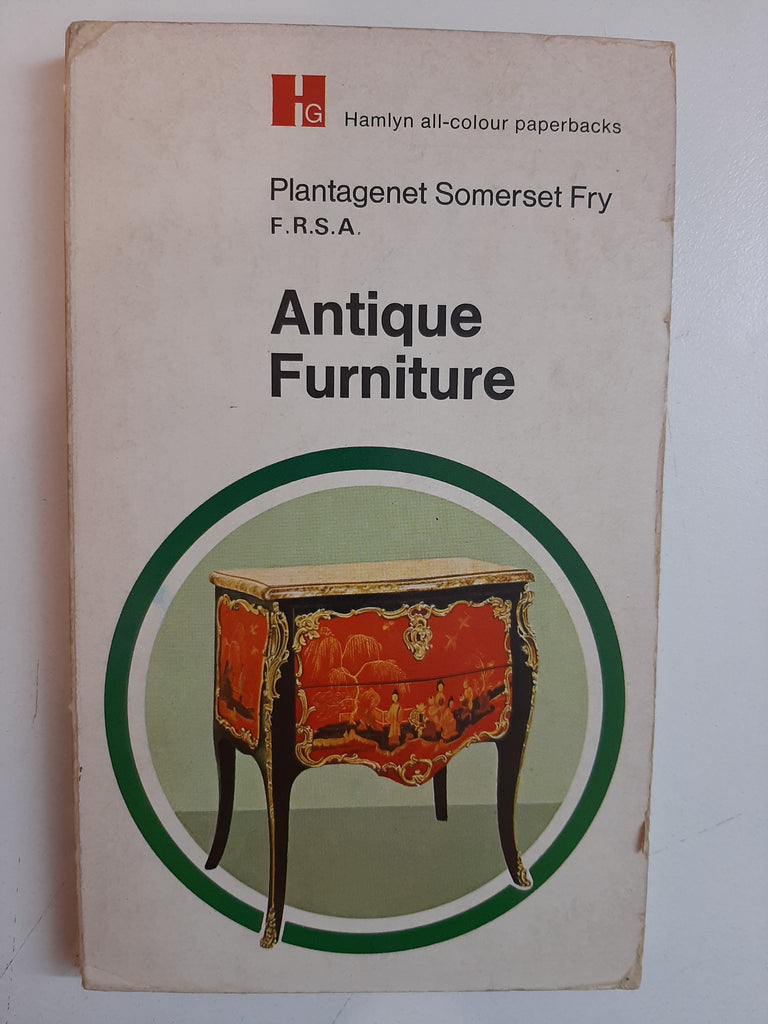 HG
Hamlyn all-colour paperbacks
Plantagenet Somerset Fry
F.R.S.A.
Antique
Furniture